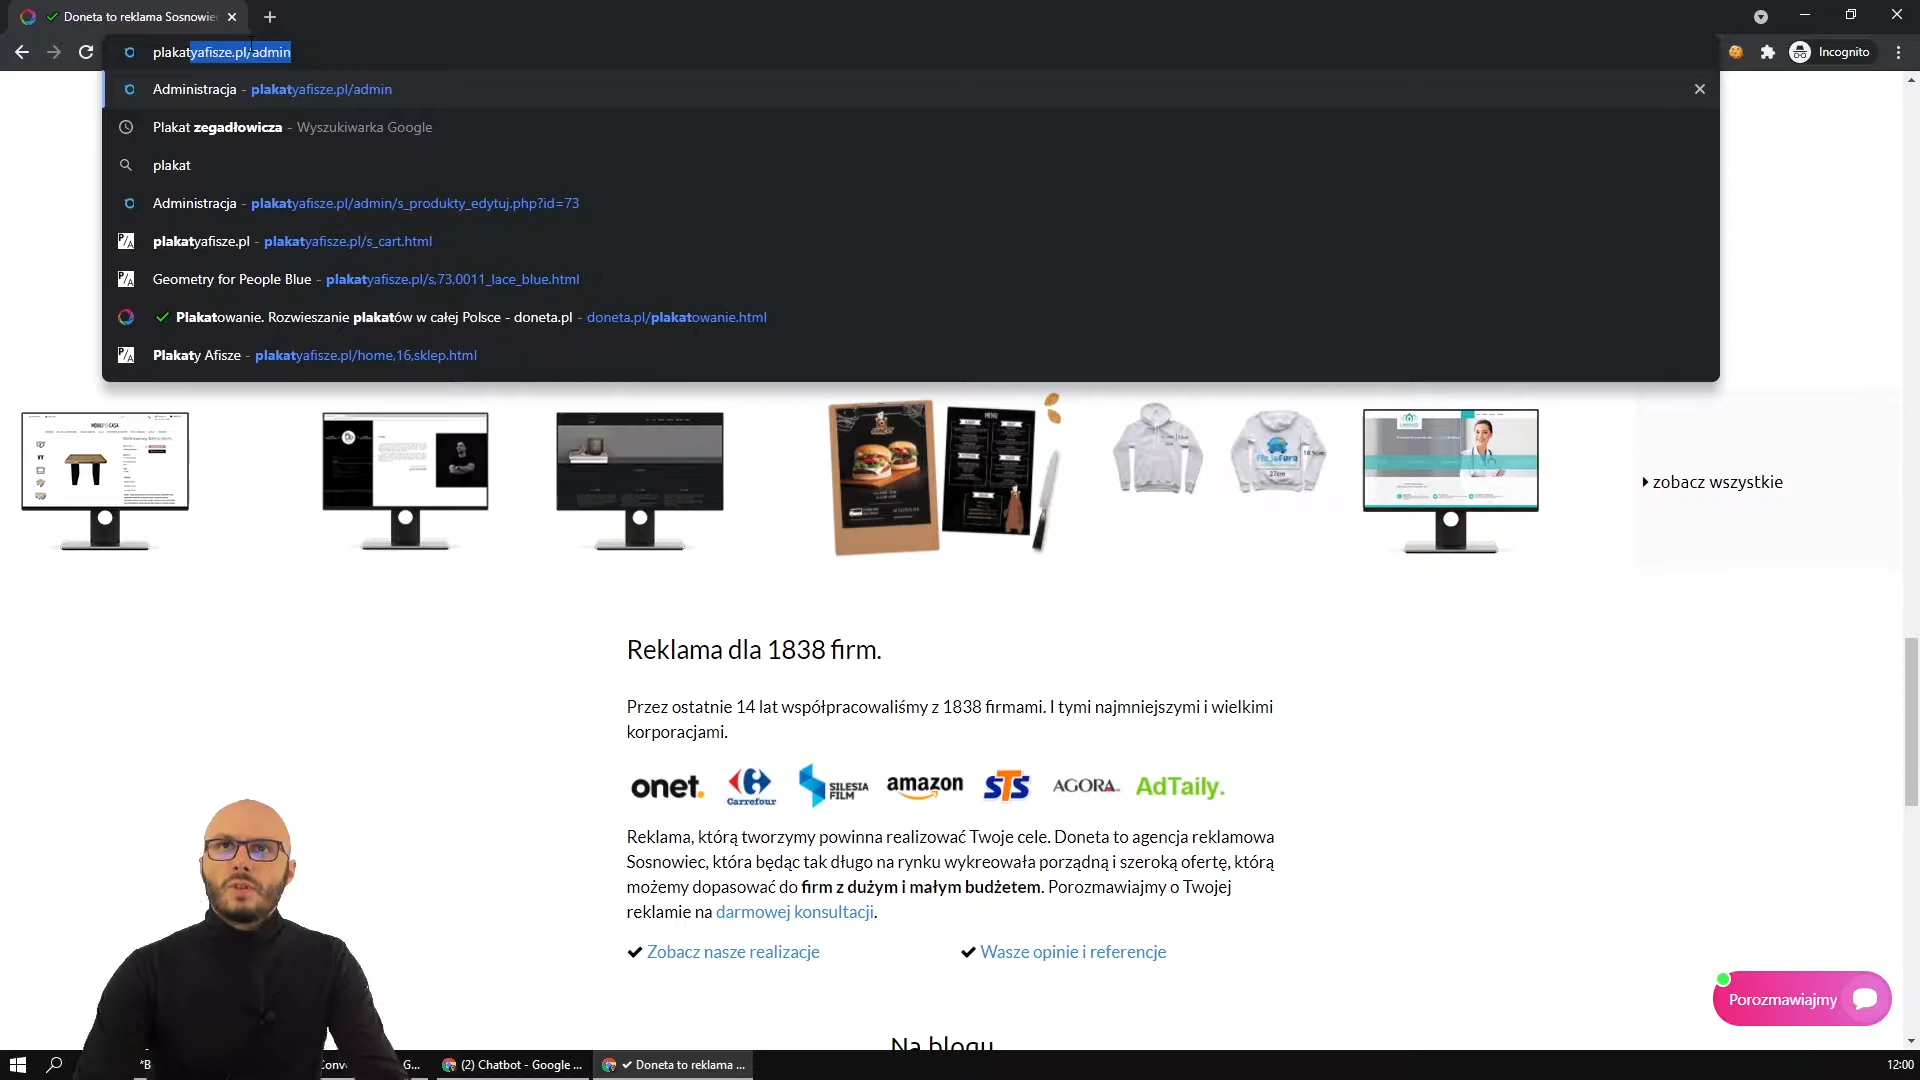 Doneta to reklama Sosnowie
plakatyafisze.pl/admin
Incognito
Administracja - plakatyafisze.pl/admin
Plakat zegadłowicza - Wyszukiwarka Google
plakat
Administracja - plakatyafisze.pl/admin/s_produkty_edytuj.php?id=73
plakatyafisze.pl - plakatyafisze.pl/s_cart.html
Geometry for People Blue - plakatyafisze.pl/s,73,0011_lace_blue.html
Plakatowanie. Rozwieszanie plakatów w całej Polsce - doneta.pl - doneta.pl/plakatowanie.html
Plakaty Afisze - plakatyafisze.pl/home,16,sklep.html
MENU
27cm
zobacz wszystkie
Reklama dla 1838 firm.
Przez ostatnie 14 lat współpracowaliśmy z 1838 firmami. I tymi najmniejszymi i wielkimi
korporacjami.
onet. Carrefour SILESIA FILM amazon STS AGORA AdTaily.
Reklama, którą tworzymy powinna realizować Twoje cele. Doneta to agencja reklamowa
Sosnowiec, która będąc tak długo na rynku wykreowała porządną i szeroką ofertę, którą
możemy dopasować do firm z dużym i małym budżetem. Porozmawiajmy o Twojej
reklamie na darmowej konsultacji.
Zobacz nasze realizacje
Wasze opinie i referencje
Porozmawiajmy
Na blogu
*B
Conv
G...
(2) Chatbot - Google ...
Doneta to reklama ...
12:00